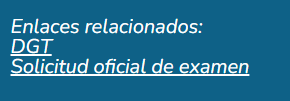 Enlaces relacionados:
DGT
Solicitud oficial de examen